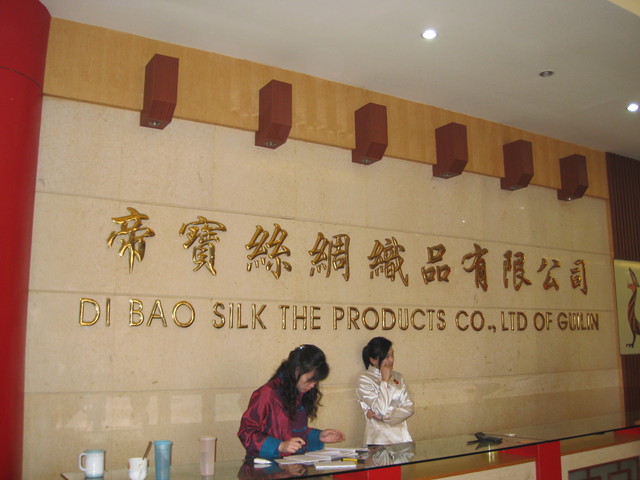 帝寶絲綢織品有限公司
DI BAO SILK THE PRODUCTS CO., LTD OF GUILIN